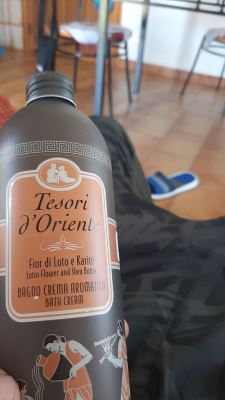 Tesori
d'Oriente
Fior di Loto e Karitè
Lotus Flower and Shea Butter
BAGNO CREMA AROMATICO
BATH CREAM